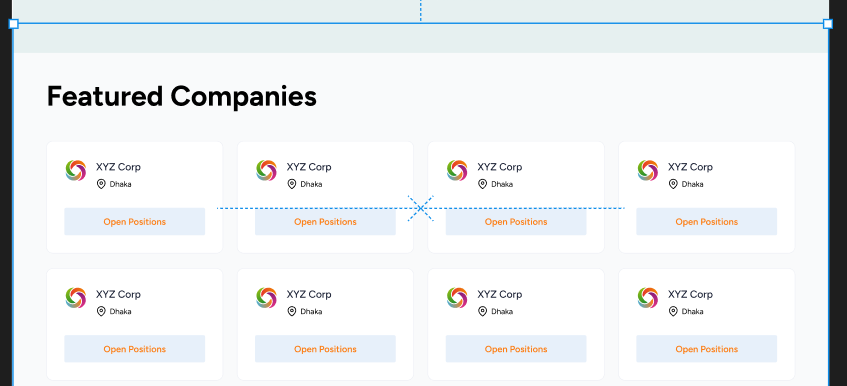 Featured Companies
XYZ Corp
Dhaka
Open Positions
XYZ Corp
Dhaka
Open Positions
XYZ Corp
Dhaka
Open Positions
XYZ Corp
Dhaka
Open Positions
XYZ Corp
Dhaka
Open Positions
XYZ Corp
Dhaka
Open Positions
XYZ Corp
Dhaka
Open Positions
XYZ Corp
Dhaka
Open Positions